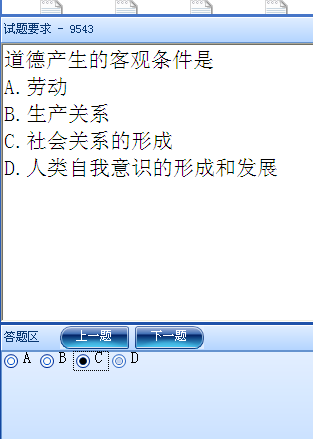 试题要求 - 9543
道德产生的客观条件是
A.劳动
B.生产关系
C.社会关系的形成
D.人类自我意识的形成和发展
答题区 上一题 下一题
A B C D